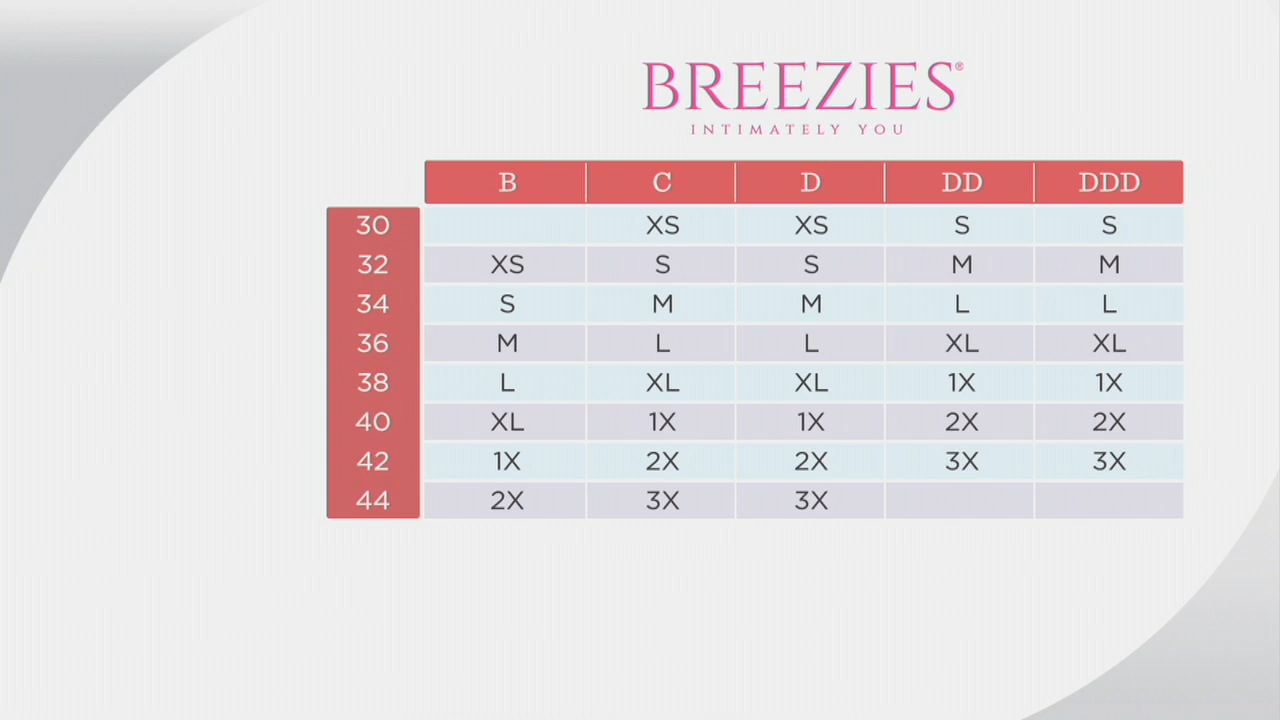 BREEZIES®
INTIMATELY YOU
B C D DD DDD
30 XS XS S S
32 XS S S M M
34 S M M L L
36 M L L XL XL
38 L XL XL 1X 1X
40 XL 1X 1X 2X 2X
42 1X 2X 2X 3X 3X
44 2X 3X 3X